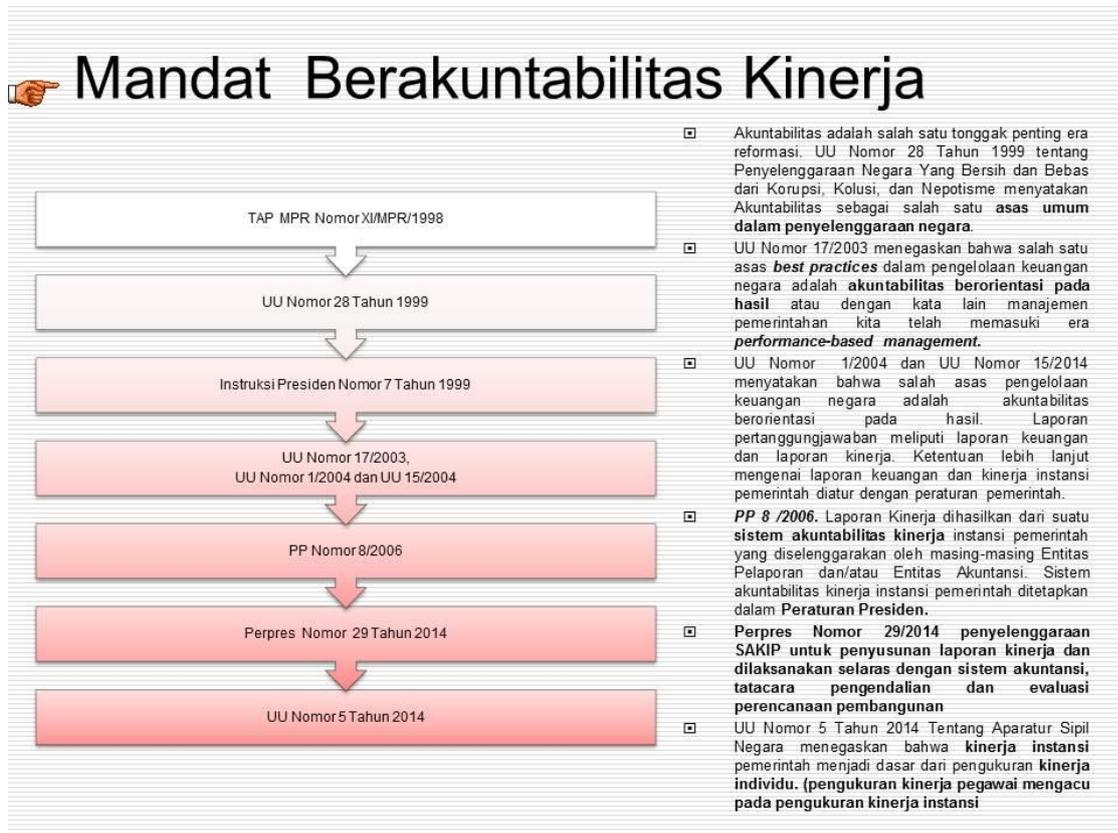 Mandat Berakuntabilitas Kinerja
TAP MPR Nomor XI/MPR/1998
UU Nomor 28 Tahun 1999
Instruksi Presiden Nomor 7 Tahun 1999
UU Nomor 17/2003,
UU Nomor 1/2004 dan UU 15/2004
PP Nomor 8/2006
Perpres Nomor 29 Tahun 2014
UU Nomor 5 Tahun 2014
Akuntabilitas adalah salah satu tonggak penting era
reformasi. UU Nomor 28 Tahun 1999 tentang
Penyelenggaraan Negara Yang Bersih dan Bebas
dari Korupsi, Kolusi, dan Nepotisme menyatakan
Akuntabilitas sebagai salah satu asas umum
dalam penyelenggaraan negara.
UU Nomor 17/2003 menegaskan bahwa salah satu
asas best practices dalam pengelolaan keuangan
negara adalah akuntabilitas berorientasi pada
hasil atau dengan kata lain manajemen
pemerintahan kita telah memasuki era
performance-based management.
UU Nomor 1/2004 dan UU Nomor 15/2014
menyatakan bahwa salah asas pengelolaan
keuangan negara adalah akuntabilitas
berorientasi pada hasil. Laporan
pertanggungjawaban meliputi laporan keuangan
dan laporan kinerja. Ketentuan lebih lanjut
mengenai laporan keuangan dan kinerja instansi
pemerintah diatur dengan peraturan pemerintah.
PP 8 /2006. Laporan Kinerja dihasilkan dari suatu
sistem akuntabilitas kinerja instansi pemerintah
yang diselenggarakan oleh masing-masing Entitas
Pelaporan dan/atau Entitas Akuntansi. Sistem
akuntabilitas kinerja instansi pemerintah ditetapkan
dalam Peraturan Presiden.
Perpres Nomor 29/2014 penyelenggaraan
SAKIP untuk penyusunan laporan kinerja dan
dilaksanakan selaras dengan sistem akuntansi,
tatacara pengendalian dan evaluasi
perencanaan pembangunan
UU Nomor 5 Tahun 2014 Tentang Aparatur Sipil
Negara menegaskan bahwa kinerja instansi
pemerintah menjadi dasar dari pengukuran kinerja
individu. (pengukuran kinerja pegawai mengacu
pada pengukuran kinerja instansi